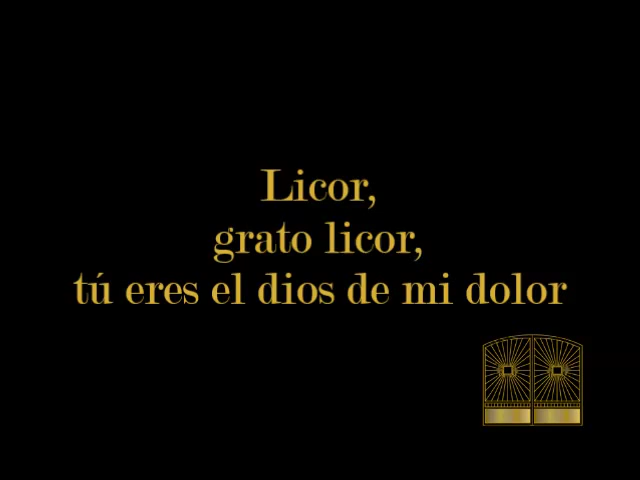 Licor,
grato licor,
tú eres el dios de mi dolor